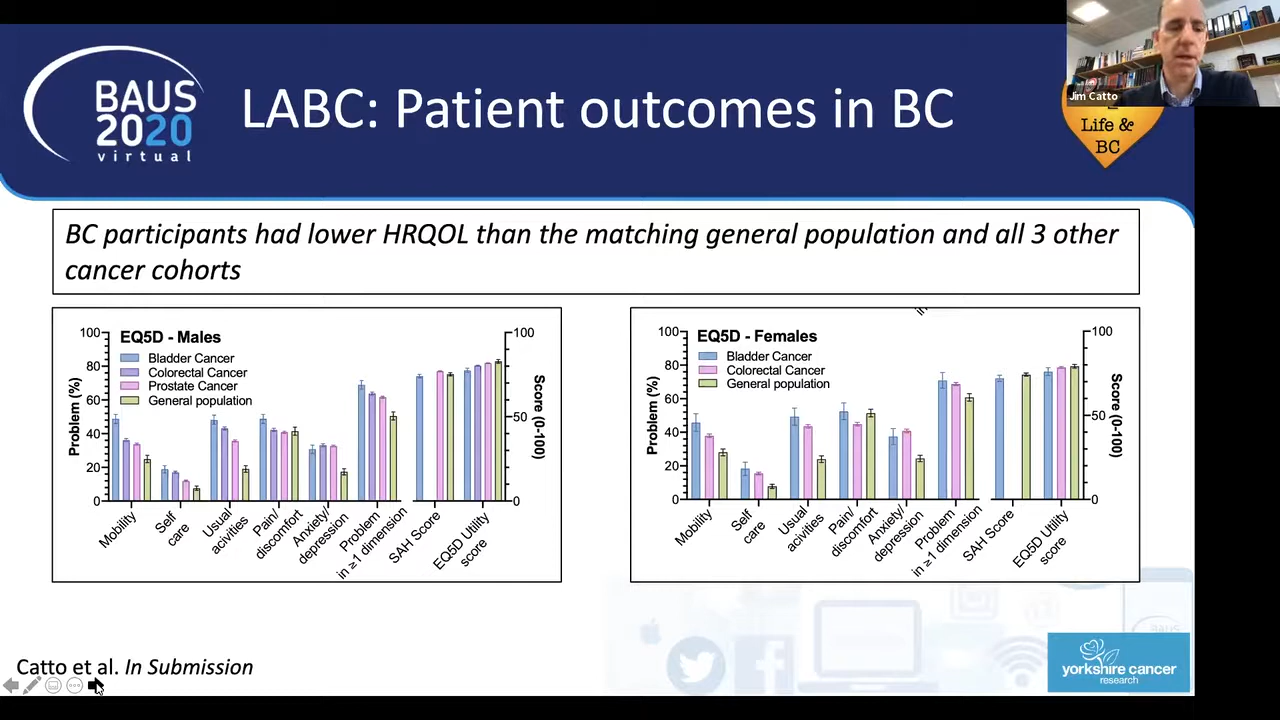 BAUS
2020
virtual
LABC: Patient outcomes in BC
Jim Catto
Life &
BC
BC participants had lower HRQOL than the matching general population and all 3 other
cancer cohorts
EQ5D - Males
Bladder Cancer
Colorectal Cancer
Prostate Cancer
General population
Problem (%)
100
80
60
40
20
0
100
50
0
Score (0-100)
Mobility
Self
care
Usual
acivities
Pain/
discomfort
Anxiety/
depression
Problem
in ≥1 dimension
SAH Score
EQ5D Utility
score
EQ5D - Females
Bladder Cancer
Colorectal Cancer
General population
Problem (%)
100
80
60
40
20
0
100
50
0
Score (0-100)
Mobility
Self
care
Usual
acivities
Pain/
discomfort
Anxiety/
depression
Problem
in ≥1 dimension
SAH Score
EQ5D Utility
score
BAUS
Catto et al. In Submission
yorkshire cancer
research